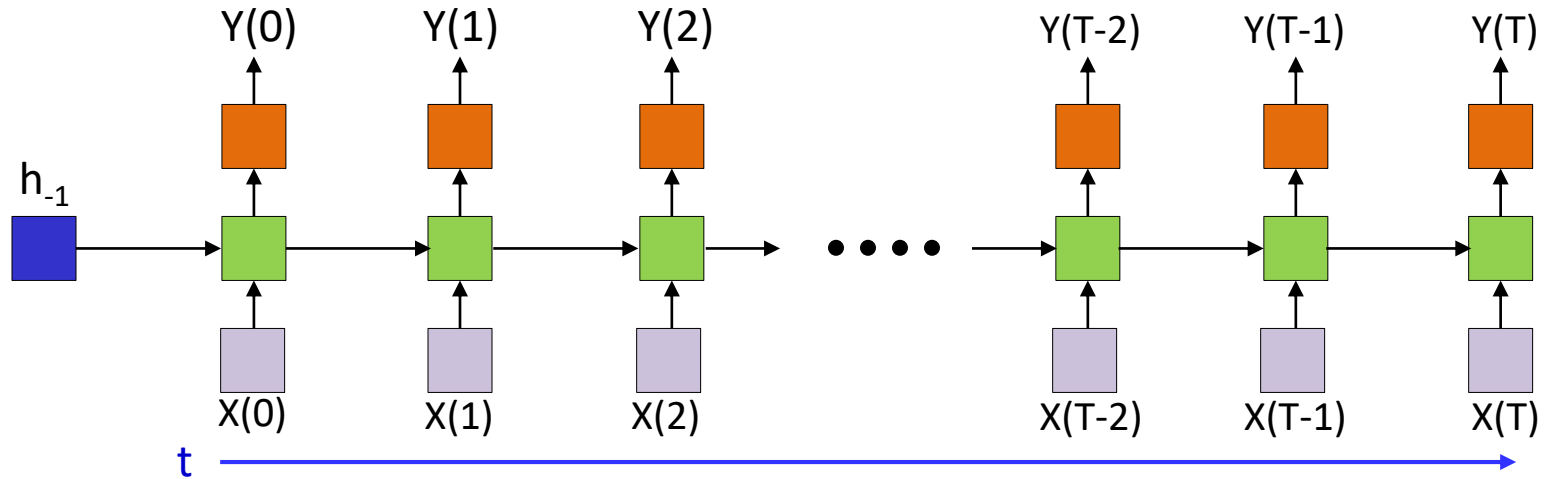 Y(0) Y(1) Y(2) Y(T-2) Y(T-1) Y(T)
h-1
X(0) X(1) X(2) X(T-2) X(T-1) X(T)
t